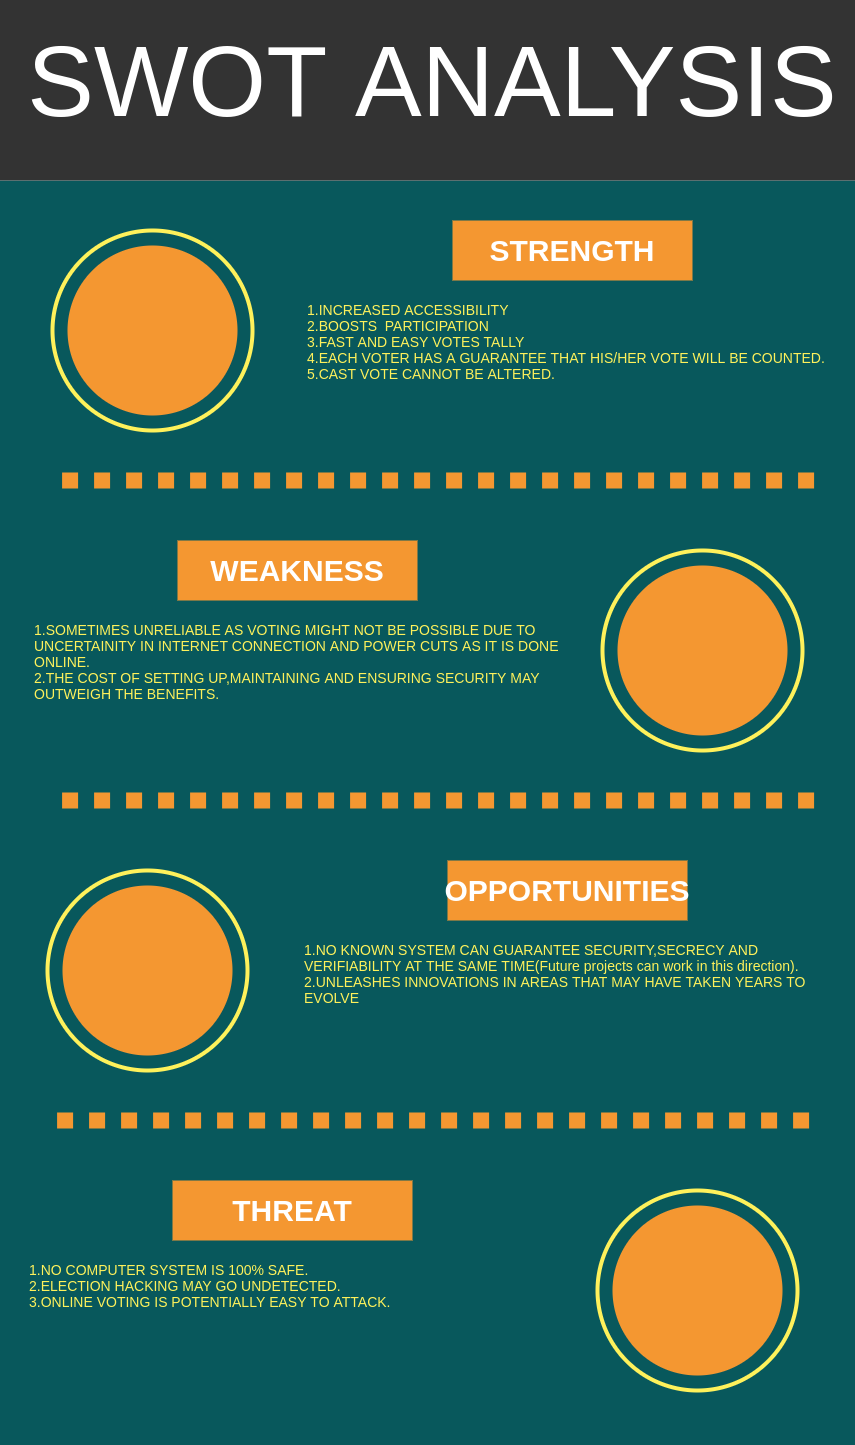 SWOT ANALYSIS
STRENGTH
1.INCREASED ACCESSIBILITY
2.BOOSTS  PARTICIPATION
3.FAST AND EASY VOTES TALLY
4.EACH VOTER HAS A GUARANTEE THAT HIS/HER VOTE WILL BE COUNTED.
5.CAST VOTE CANNOT BE ALTERED.
WEAKNESS
1.SOMETIMES UNRELIABLE AS VOTING MIGHT NOT BE POSSIBLE DUE TO
UNCERTAINITY IN INTERNET CONNECTION AND POWER CUTS AS IT IS DONE
ONLINE.
2.THE COST OF SETTING UP,MAINTAINING AND ENSURING SECURITY MAY
OUTWEIGH THE BENEFITS.
OPPORTUNITIES
1.NO KNOWN SYSTEM CAN GUARANTEE SECURITY,SECRECY AND
VERIFIABILITY AT THE SAME TIME(Future projects can work in this direction).
2.UNLEASHES INNOVATIONS IN AREAS THAT MAY HAVE TAKEN YEARS TO
EVOLVE
THREAT
1.NO COMPUTER SYSTEM IS 100% SAFE.
2.ELECTION HACKING MAY GO UNDETECTED.
3.ONLINE VOTING IS POTENTIALLY EASY TO ATTACK.